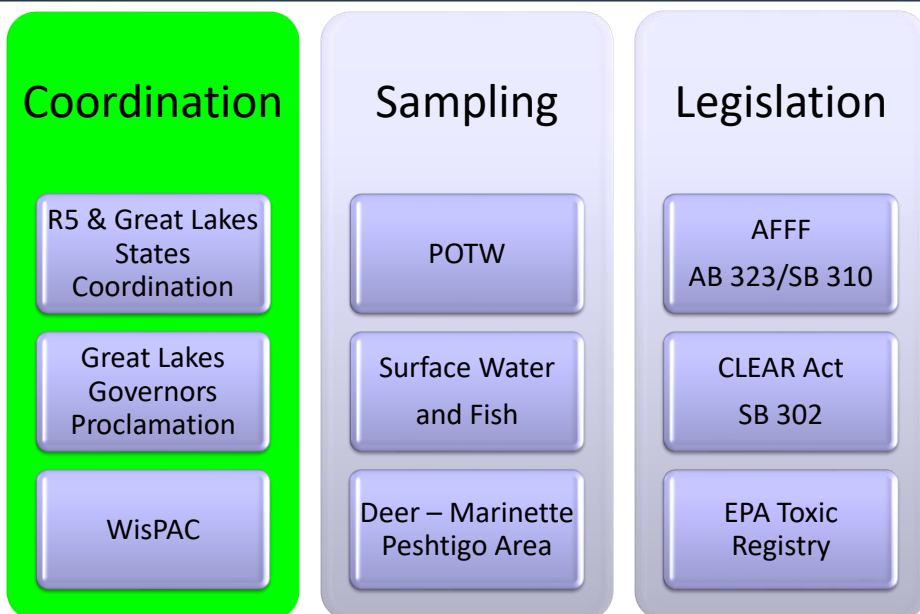 Coordination
R5 & Great Lakes
States
Coordination
Great Lakes
Governors
Proclamation
WisPAC
Sampling
POTW
Surface Water
and Fish
Deer – Marinette
Peshtigo Area
Legislation
AFFF
AB 323/SB 310
CLEAR Act
SB 302
EPA Toxic
Registry